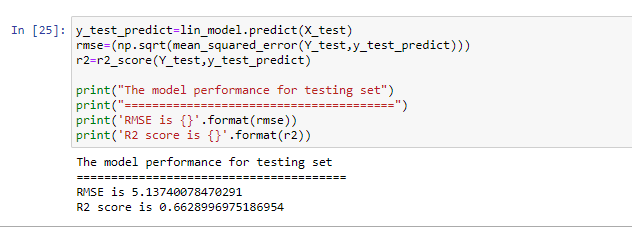 In [25]: y_test_predict=lin_model.predict(X_test)
rmse=(np.sqrt(mean_squared_error(Y_test,y_test_predict)))
r2=r2_score(Y_test,y_test_predict)
print("The model performance for testing set")
print("=======================================")
print('RMSE is {}'.format(rmse))
print('R2 score is {}'.format(r2))
The model performance for testing set
=======================================
RMSE is 5.13740078470291
R2 score is 0.6628996975186954